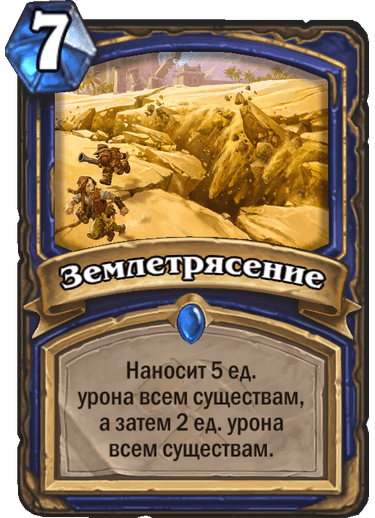 7
Землетрясение
Наносит 5 ед.
урона всем существам,
а затем 2 ед. урона
всем существам.